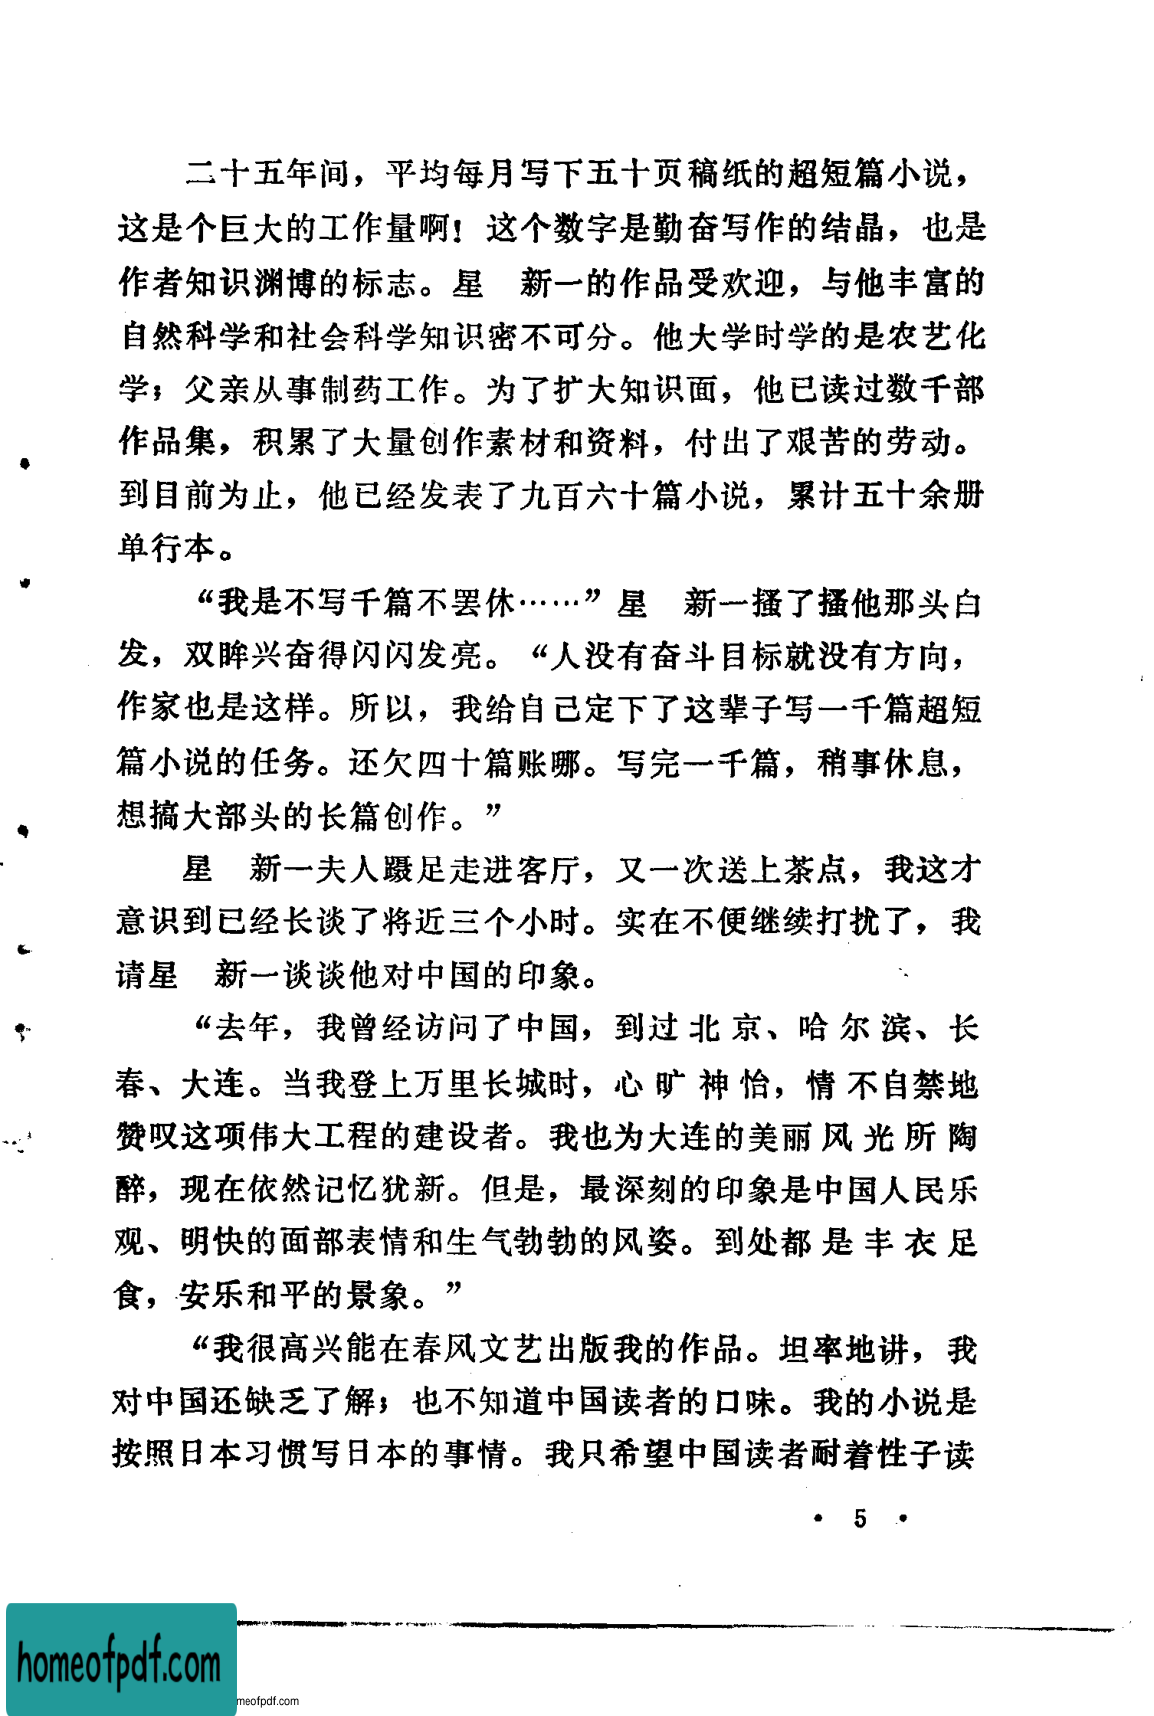 二十五年间，平均每月写下五十页稿纸的超短篇小说，
这是个巨大的工作量啊！这个数字是勤奋写作的结晶，也是
作者知识渊博的标志。星　新一的作品受欢迎，与他丰富的
自然科学和社会科学知识密不可分。他大学时学的是农艺化
学；父亲从事制药工作。为了扩大知识面，他已读过数千部
作品集，积累了大量创作素材和资料，付出了艰苦的劳动。
到目前为止，他已经发表了九百六十篇小说，累计五十余册
单行本。
“我是不写千篇不罢休……”星　新一搔了搔他那头白
发，双眸兴奋得闪闪发亮。“人没有奋斗目标就没有方向，
作家也是这样。所以，我给自己定下了这辈子写一千篇超短
篇小说的任务。还欠四十篇账哪。写完一千篇，稍事休息，
想搞大部头的长篇创作。”
星　新一夫人蹑足走进客厅，又一次送上茶点，我这才
意识到已经长谈了将近三个小时。实在不便继续打扰了，我
请星　新一谈谈他对中国的印象。
“去年，我曾经访问了中国，到过北京、哈尔滨、长
春、大连。当我登上万里长城时，心旷神怡，情不自禁地
赞叹这项伟大工程的建设者。我也为大连的美丽风光所陶
醉，现在依然记忆犹新。但是，最深刻的印象是中国人民乐
观、明快的面部表情和生气勃勃的风姿。到处都是丰衣足
食，安乐和平的景象。”
“我很高兴能在春风文艺出版我的作品。坦率地讲，我
对中国还缺乏了解；也不知道中国读者的口味。我的小说是
按照日本习惯写日本的事情。我只希望中国读者耐着性子读
• 5 •
homeofpdf.com
meofpdf.com